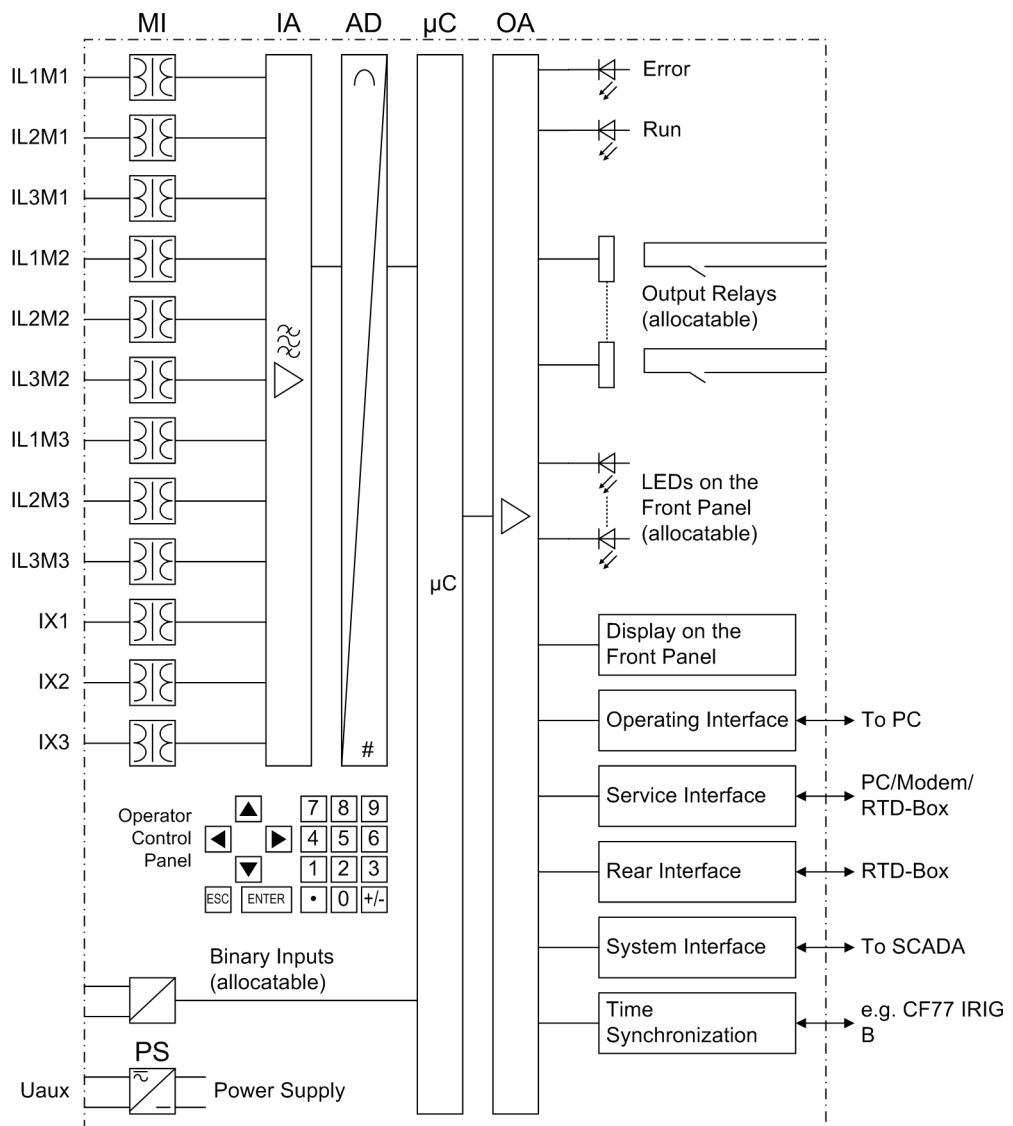 MI IA AD µC OA
IL1M1
IL2M1
IL3M1
IL1M2
IL2M2
IL3M2
IL1M3
IL2M3
IL3M3
IX1
IX2
IX3
#
µC
Error
Run
Output Relays
(allocatable)
LEDs on the
Front Panel
(allocatable)
Display on the
Front Panel
Operating Interface
To PC
Service Interface
PC/Modem/
RTD-Box
Rear Interface
RTD-Box
System Interface
To SCADA
Time
Synchronization
e.g. CF77 IRIG
B
Operator
Control
Panel
7 8 9
4 5 6
1 2 3
ESC ENTER • 0 +/-
Binary Inputs
(allocatable)
PS
Uaux
Power Supply